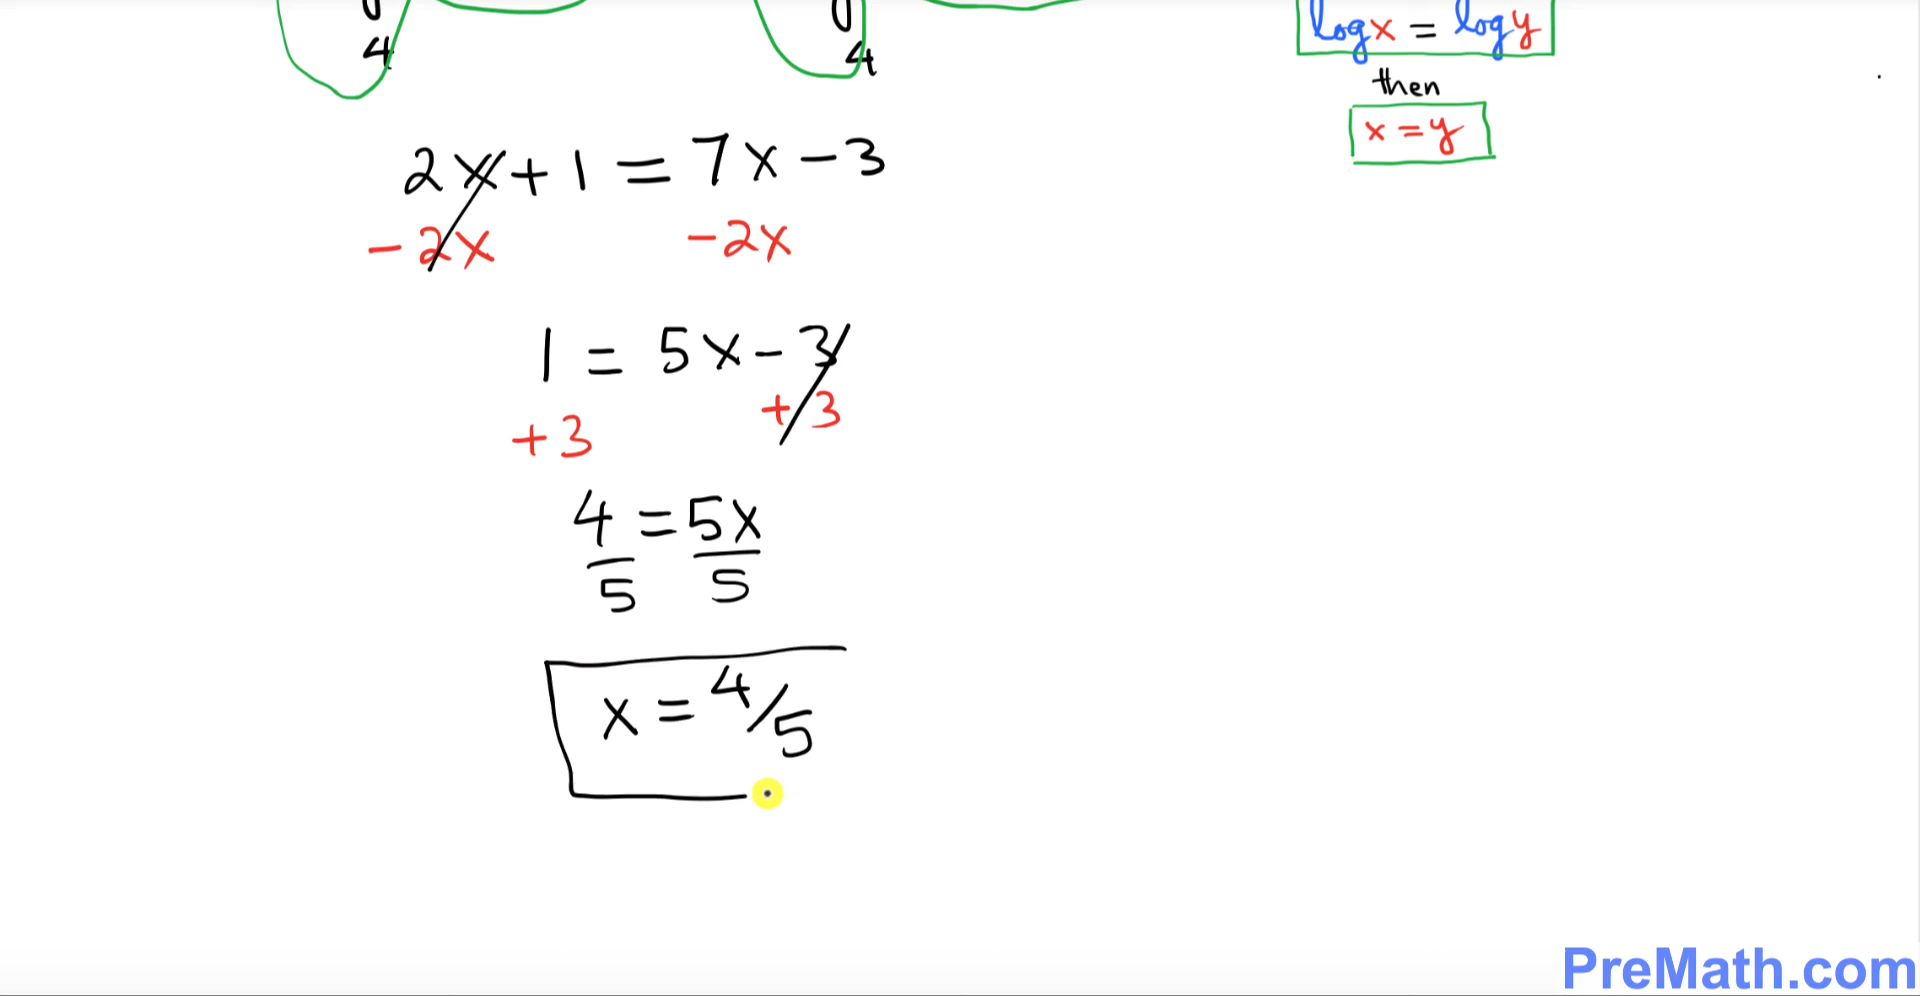 4 4
log x = log y
then
x = y
2x + 1 = 7x - 3
- 2x - 2x
1 = 5x - 3
+ 3 + 3
4 = 5x
5 5
x = 4/5
PreMath.com